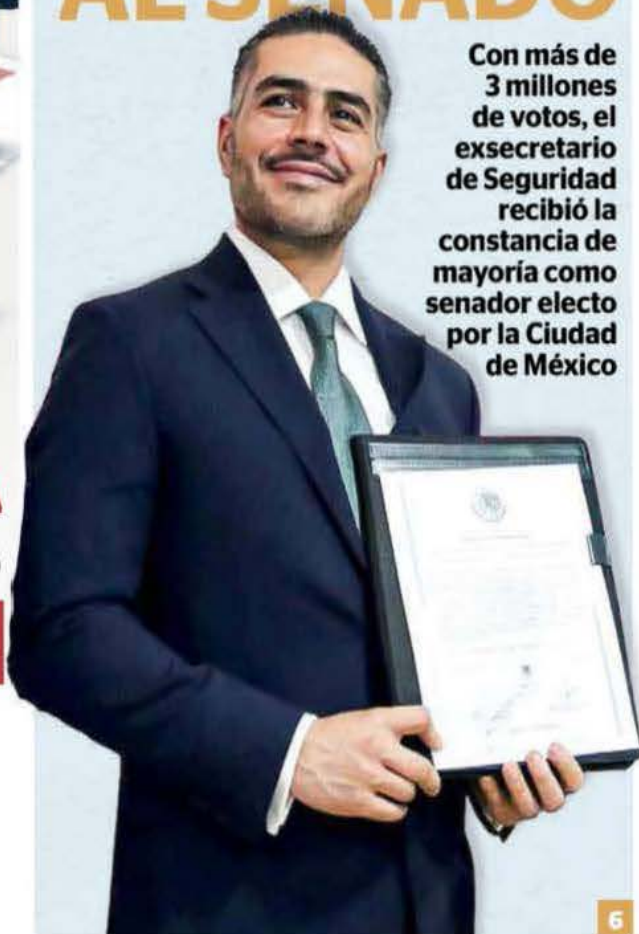 AL SENADO
Con más de
3 millones
de votos, el
exsecretario
de Seguridad
recibió la
constancia de
mayoría como
senador electo
por la Ciudad
de México
6